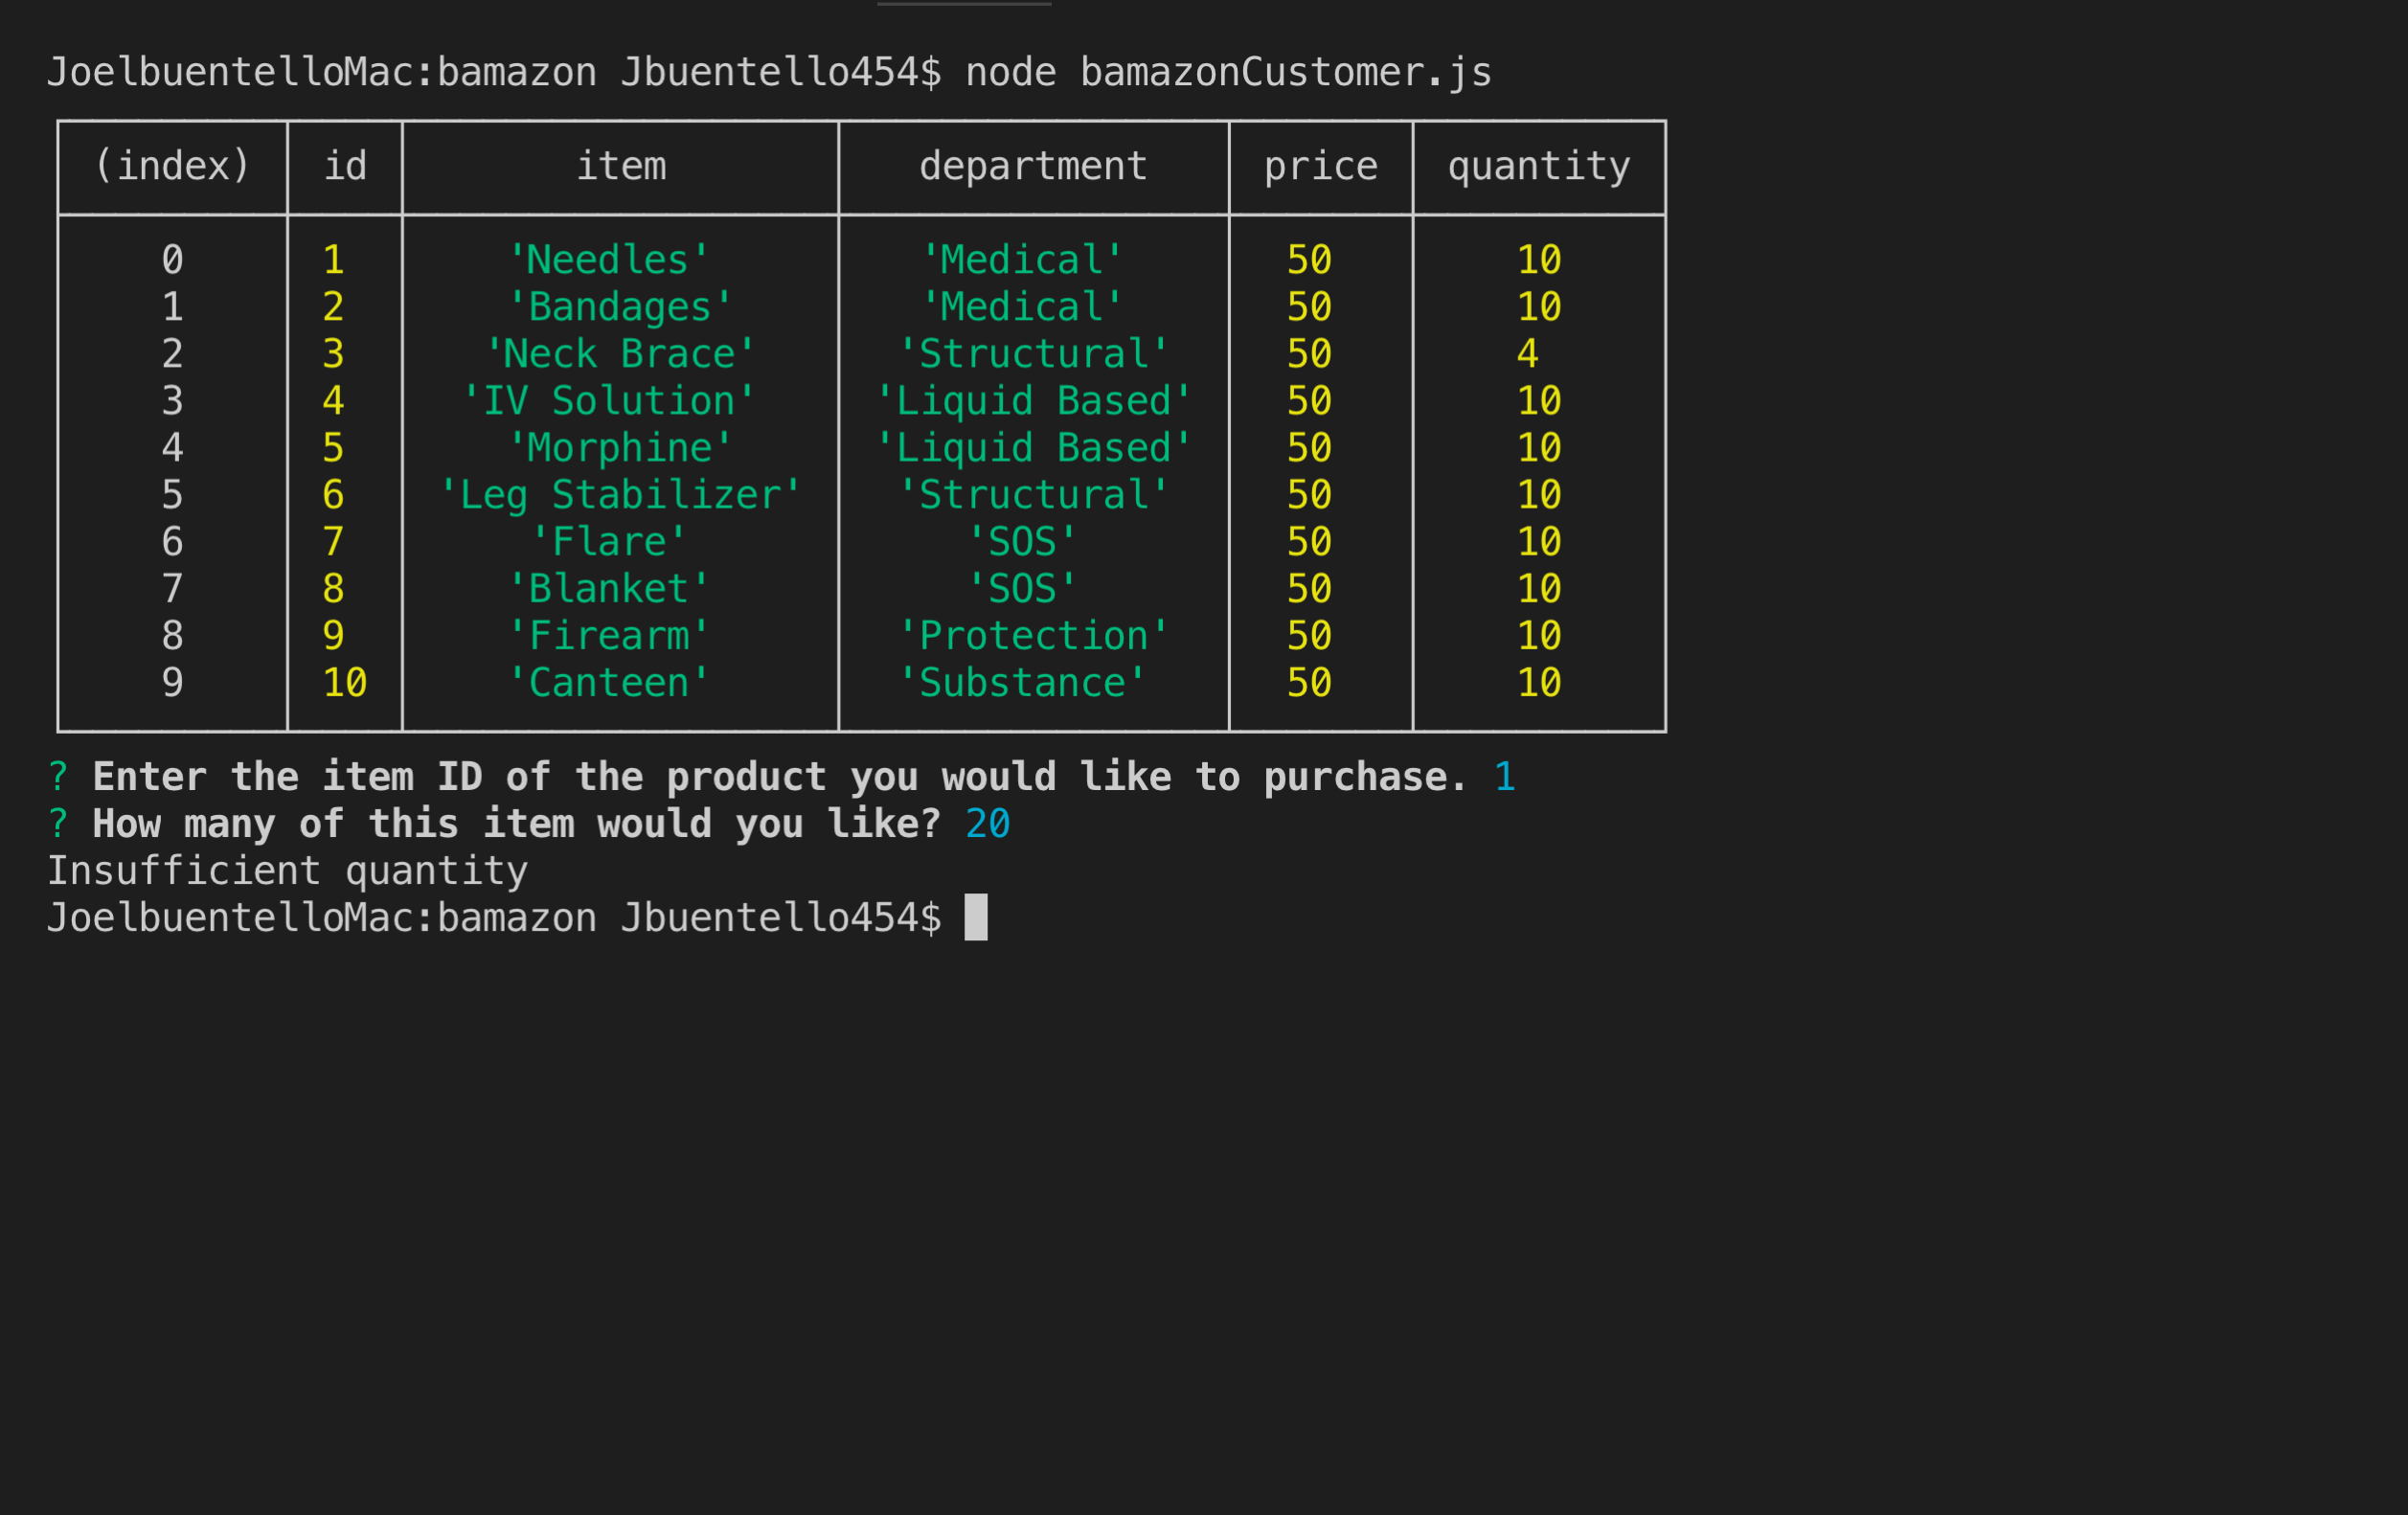 JoelbuentelloMac:bamazon Jbuentello454$ node bamazonCustomer.js
(index) id item department price quantity
0 1 'Needles' 'Medical' 50 10
1 2 'Bandages' 'Medical' 50 10
2 3 'Neck Brace' 'Structural' 50 4
3 4 'IV Solution' 'Liquid Based' 50 10
4 5 'Morphine' 'Liquid Based' 50 10
5 6 'Leg Stabilizer' 'Structural' 50 10
6 7 'Flare' 'SOS' 50 10
7 8 'Blanket' 'SOS' 50 10
8 9 'Firearm' 'Protection' 50 10
9 10 'Canteen' 'Substance' 50 10
? Enter the item ID of the product you would like to purchase. 1
? How many of this item would you like? 20
Insufficient quantity
JoelbuentelloMac:bamazon Jbuentello454$